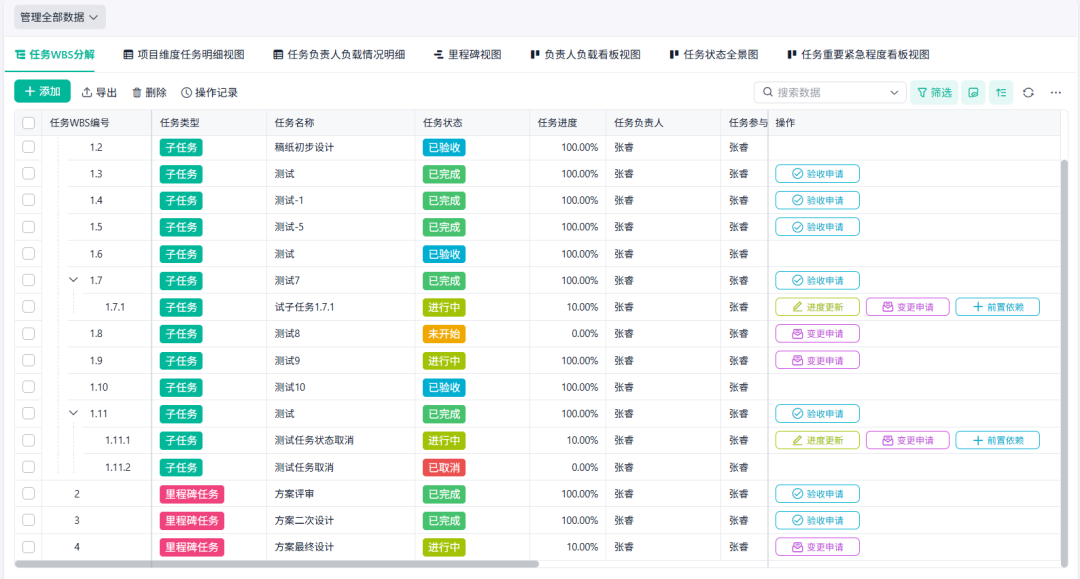 管理全部数据
任务WBS分解 项目维度任务明细视图 任务负责人负载情况明细 里程碑视图 负责人负载看板视图 任务状态全景图 任务重要紧急程度看板视图
添加 导出 删除 操作记录 搜索数据 筛选
任务WBS编号 任务类型 任务名称 任务状态 任务进度 任务负责人 任务参与 操作
1.2 子任务 稿纸初步设计 已验收 100.00% 张睿 张睿
1.3 子任务 测试 已完成 100.00% 张睿 张睿 验收申请
1.4 子任务 测试-1 已完成 100.00% 张睿 张睿 验收申请
1.5 子任务 测试-5 已完成 100.00% 张睿 张睿 验收申请
1.6 子任务 测试 已验收 100.00% 张睿 张睿
1.7 子任务 测试7 已完成 100.00% 张睿 张睿 验收申请
1.7.1 子任务 试子任务1.7.1 进行中 10.00% 张睿 张睿 进度更新 变更申请 前置依赖
1.8 子任务 测试8 未开始 0.00% 张睿 张睿 变更申请
1.9 子任务 测试9 进行中 100.00% 张睿 张睿 变更申请
1.10 子任务 测试10 已验收 100.00% 张睿 张睿
1.11 子任务 测试 已完成 100.00% 张睿 张睿 验收申请
1.11.1 子任务 测试任务状态取消 进行中 10.00% 张睿 张睿 进度更新 变更申请 前置依赖
1.11.2 子任务 测试任务取消 已取消 0.00% 张睿 张睿
2 里程碑任务 方案评审 已完成 100.00% 张睿 张睿 验收申请
3 里程碑任务 方案二次设计 已完成 100.00% 张睿 张睿 验收申请
4 里程碑任务 方案最终设计 进行中 10.00% 张睿 张睿 变更申请